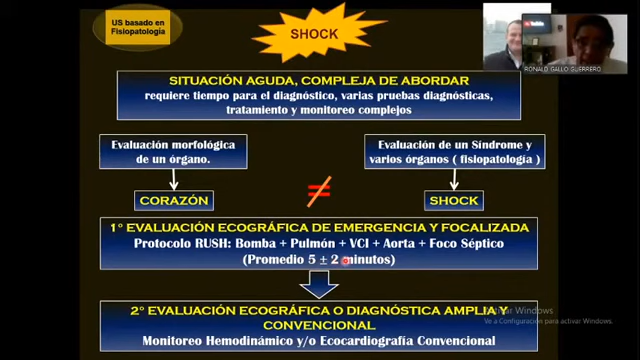 US basado en
Fisiopatología
SHOCK
RONALD GALLO GUERRERO
SITUACIÓN AGUDA, COMPLEJA DE ABORDAR
requiere tiempo para el diagnóstico, varias pruebas diagnósticas,
tratamiento y monitoreo complejos
Evaluación morfológica
de un órgano.
Evaluación de un Síndrome y
varios órganos ( fisiopatología )
CORAZÓN
≠
SHOCK
1° EVALUACIÓN ECOGRÁFICA DE EMERGENCIA Y FOCALIZADA
Protocolo RUSH: Bomba + Pulmón + VCI + Aorta + Foco Séptico
(Promedio 5 ± 2 minutos)
2° EVALUACIÓN ECOGRÁFICA O DIAGNÓSTICA AMPLIA Y
CONVENCIONAL
Monitoreo Hemodinámico y/o Ecocardiografía Convencional
Activar Windows
Ve a Configuración para activar Windows.